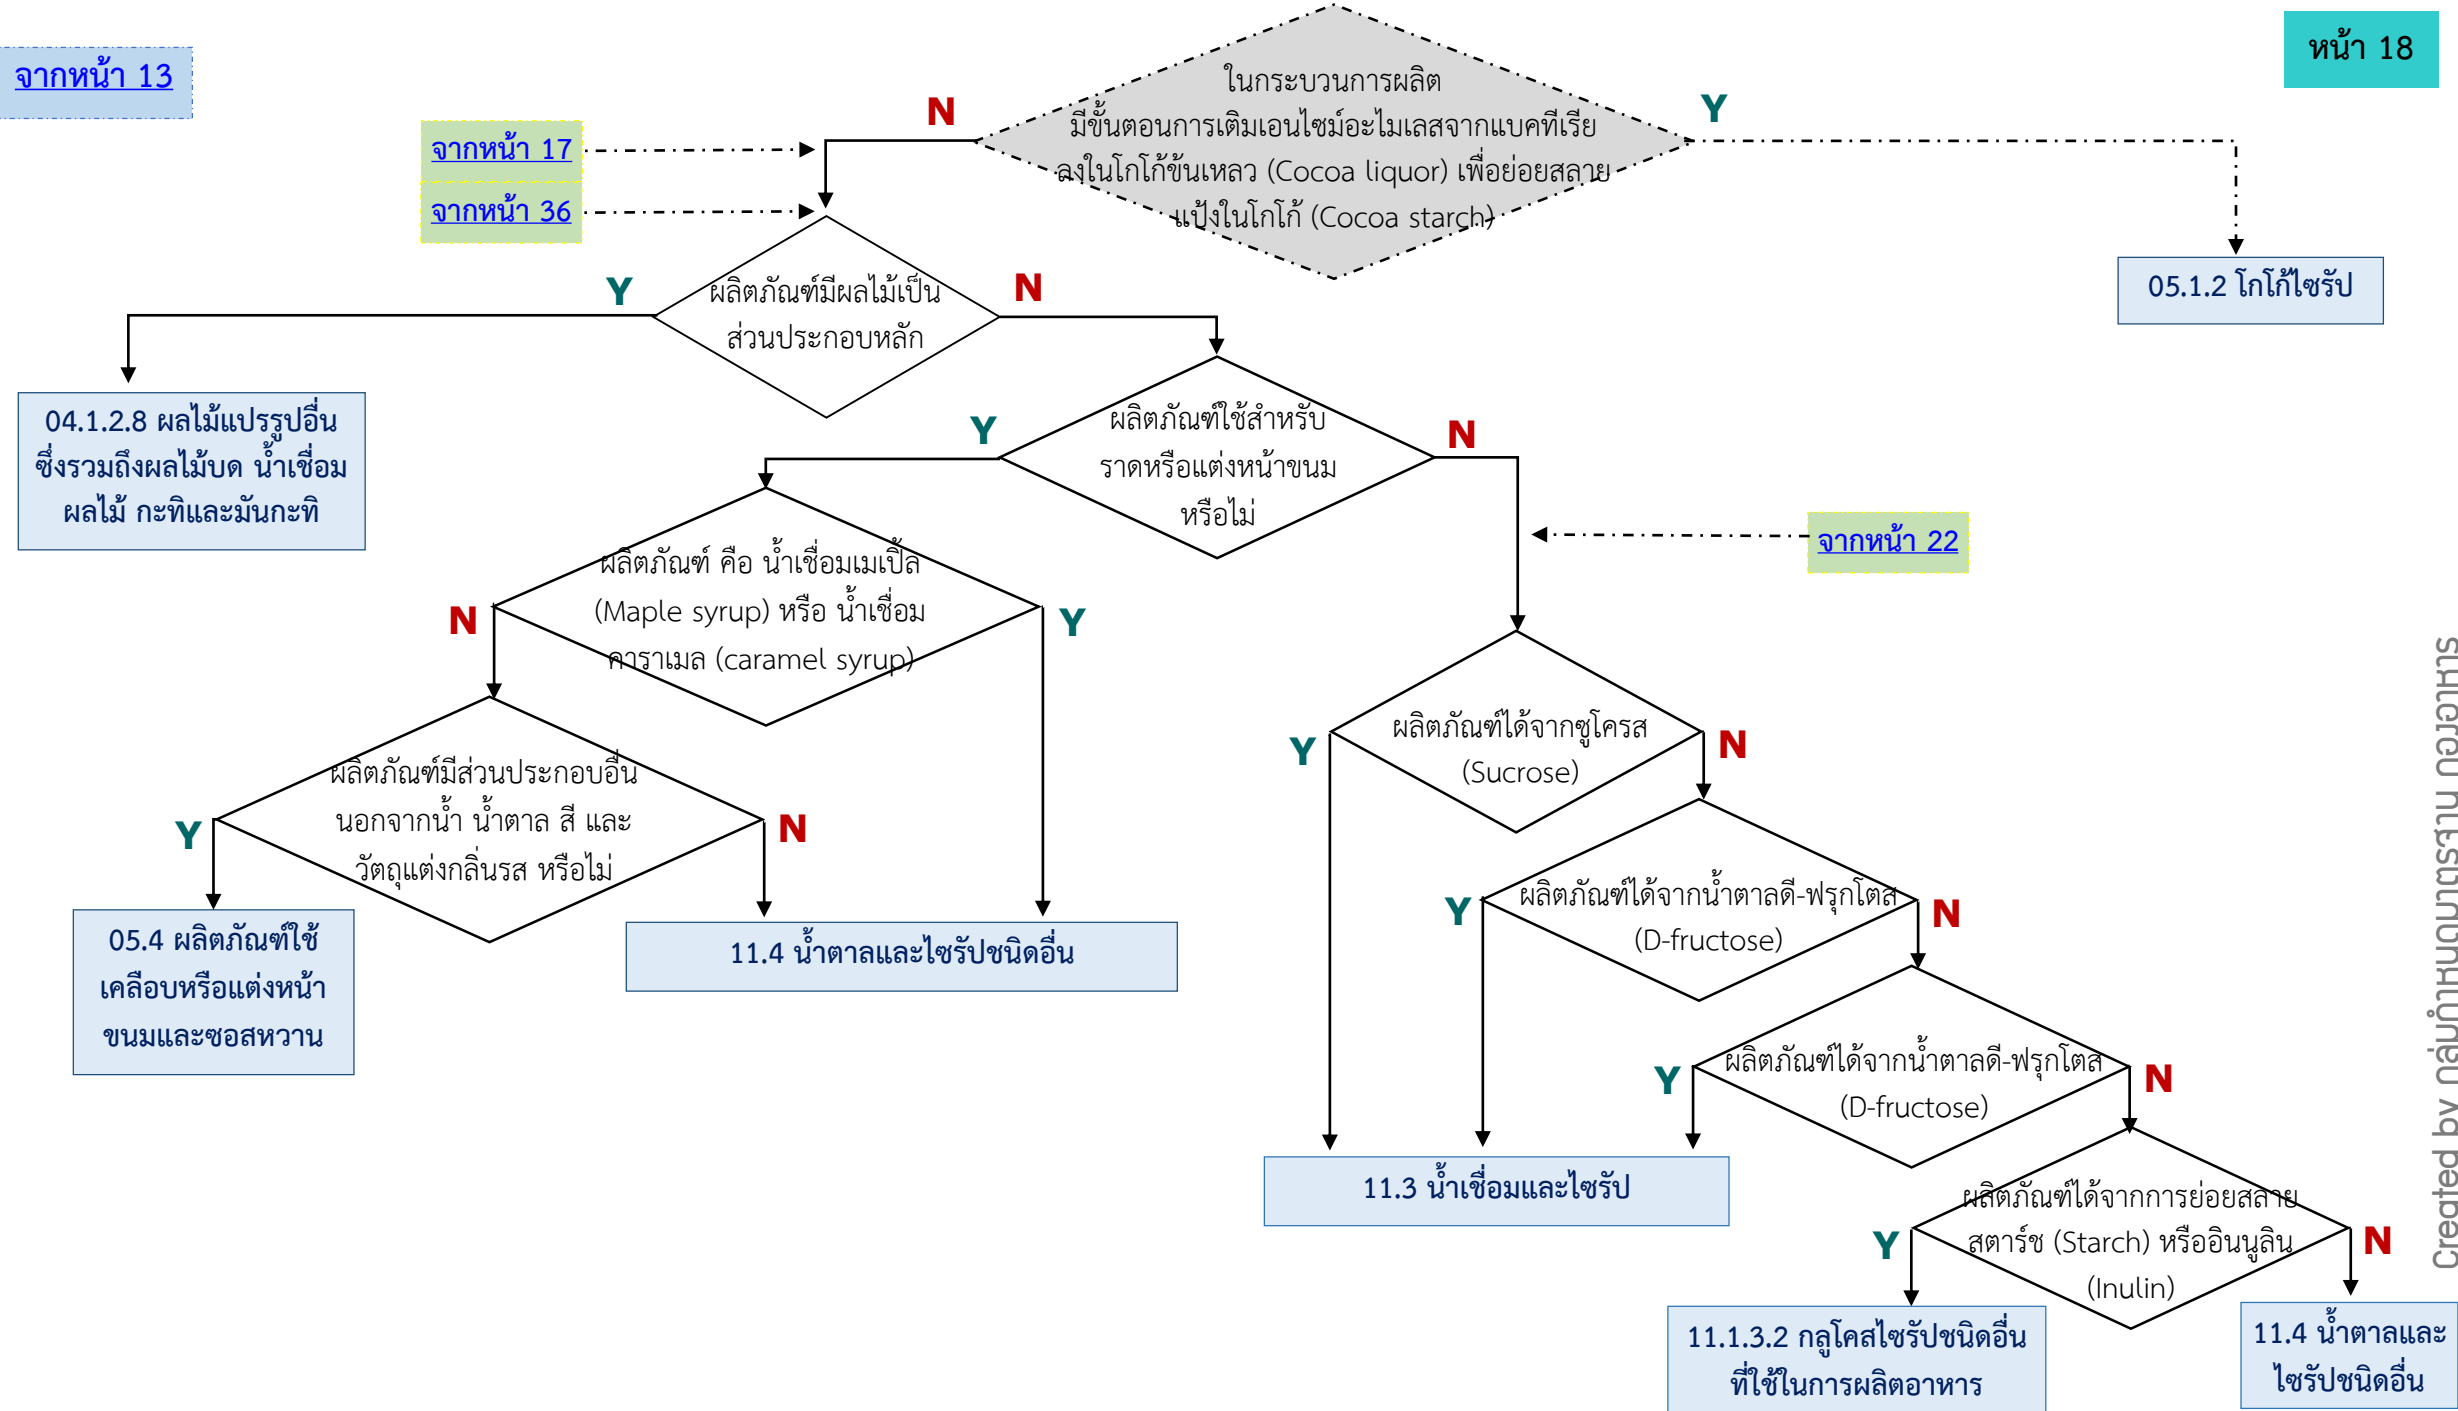 จากหน้า 13
หน้า 18
ในกระบวนการผลิต
มีขั้นตอนการเติมเอนไซม์อะไมเลสจากแบคทีเรีย
ลงในโกโก้ข้นเหลว (Cocoa liquor) เพื่อย่อยสลาย
แป้งในโกโก้ (Cocoa starch)
N
Y
จากหน้า 17
จากหน้า 36
05.1.2 โกโก้ไซรัป
ผลิตภัณฑ์มีผลไม้เป็น
ส่วนประกอบหลัก
Y
N
04.1.2.8 ผลไม้แปรรูปอื่น
ซึ่งรวมถึงผลไม้บด น้ำเชื่อม
ผลไม้ กะทิและมันกะทิ
ผลิตภัณฑ์ใช้สำหรับ
ราดหรือแต่งหน้าขนม
หรือไม่
Y
N
จากหน้า 22
ผลิตภัณฑ์ คือ น้ำเชื่อมเมเปิ้ล
(Maple syrup) หรือ น้ำเชื่อม
คาราเมล (caramel syrup)
N
Y
ผลิตภัณฑ์มีส่วนประกอบอื่น
นอกจากน้ำ น้ำตาล สี และ
วัตถุแต่งกลิ่นรส หรือไม่
Y
N
05.4 ผลิตภัณฑ์ใช้
เคลือบหรือแต่งหน้า
ขนมและซอสหวาน
11.4 น้ำตาลและไซรัปชนิดอื่น
ผลิตภัณฑ์ได้จากซูโครส
(Sucrose)
Y
N
ผลิตภัณฑ์ได้จากน้ำตาลดี-ฟรุกโตส
(D-fructose)
Y
N
ผลิตภัณฑ์ได้จากน้ำตาลดี-ฟรุกโตส
(D-fructose)
Y
N
11.3 น้ำเชื่อมและไซรัป
ผลิตภัณฑ์ได้จากการย่อยสลาย
สตาร์ช (Starch) หรืออินนูลิน
(Inulin)
Y
N
11.1.3.2 กลูโคสไซรัปชนิดอื่น
ที่ใช้ในการผลิตอาหาร
11.4 น้ำตาลและ
ไซรัปชนิดอื่น
Created by กลุ่มกำหนดมาตรฐาน กองอาหาร